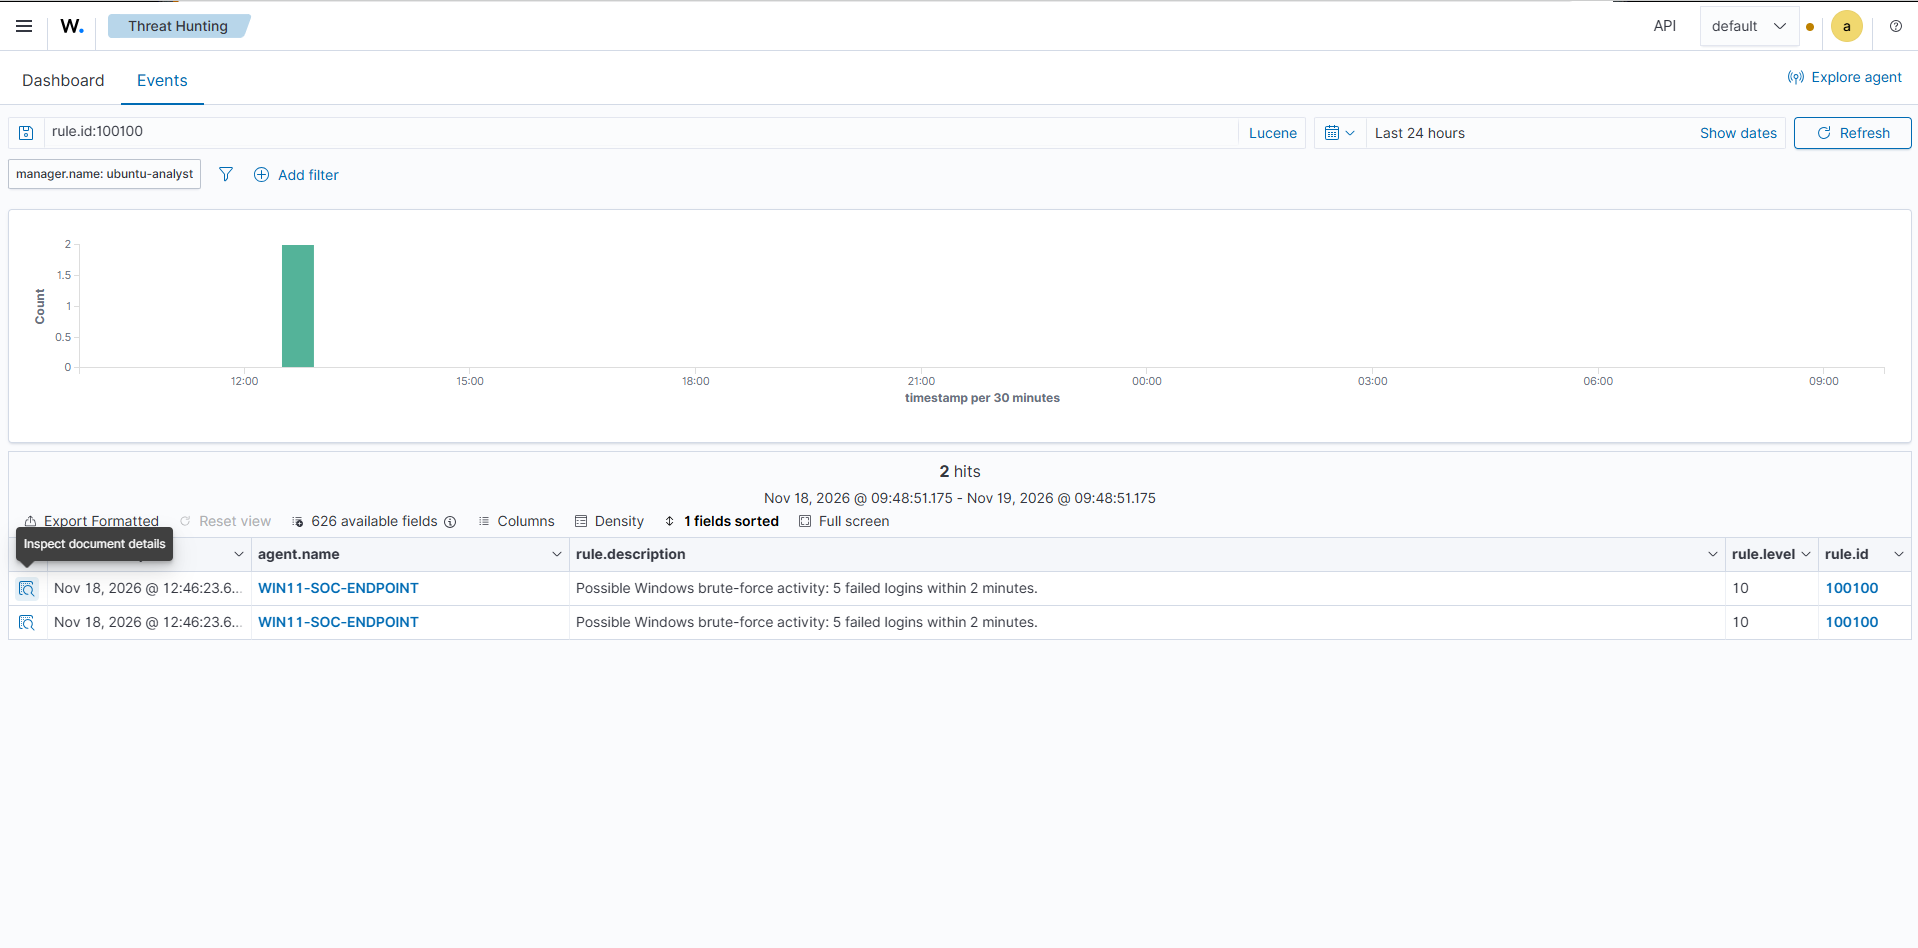 W. Threat Hunting API default a
Dashboard Events Explore agent
rule.id:100100 Lucene Last 24 hours Show dates Refresh
manager.name: ubuntu-analyst Add filter
2
1.5
1
0.5
0
Count
12:00 15:00 18:00 21:00 00:00 03:00 06:00 09:00
timestamp per 30 minutes
2 hits
Nov 18, 2026 @ 09:48:51.175 - Nov 19, 2026 @ 09:48:51.175
Export Formatted Reset view 626 available fields Columns Density 1 fields sorted Full screen
Inspect document details
agent.name rule.description rule.level rule.id
Nov 18, 2026 @ 12:46:23.6... WIN11-SOC-ENDPOINT Possible Windows brute-force activity: 5 failed logins within 2 minutes. 10 100100
Nov 18, 2026 @ 12:46:23.6... WIN11-SOC-ENDPOINT Possible Windows brute-force activity: 5 failed logins within 2 minutes. 10 100100